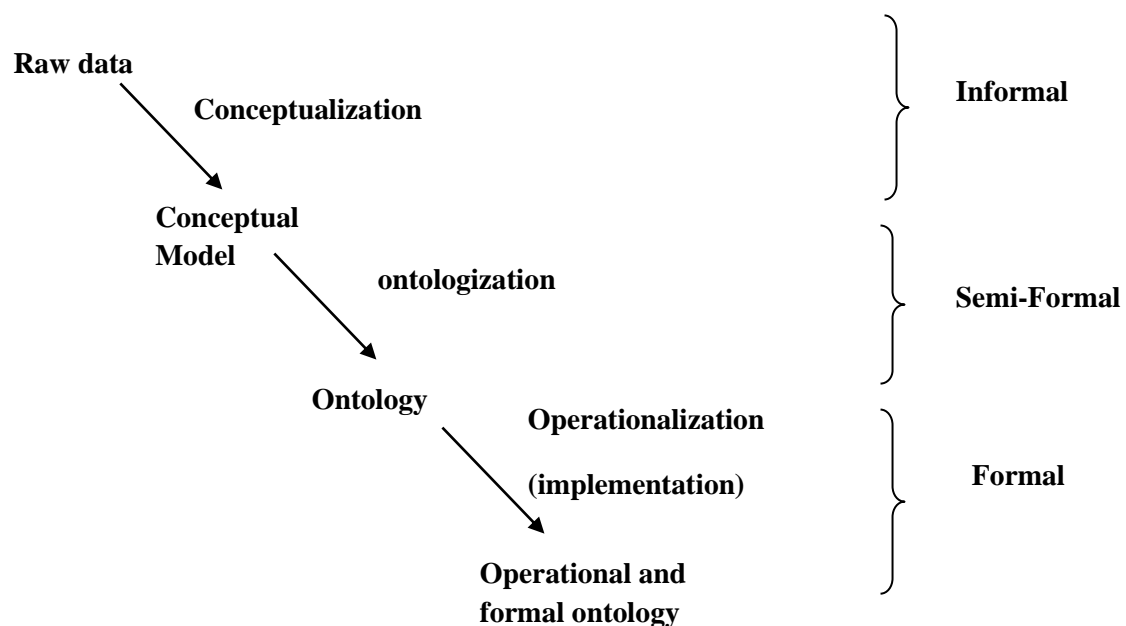 Raw data
Informal
Conceptualization
Conceptual
Model
ontologization
Semi-Formal
Ontology
Operationalization
(implementation)
Formal
Operational and
formal ontology